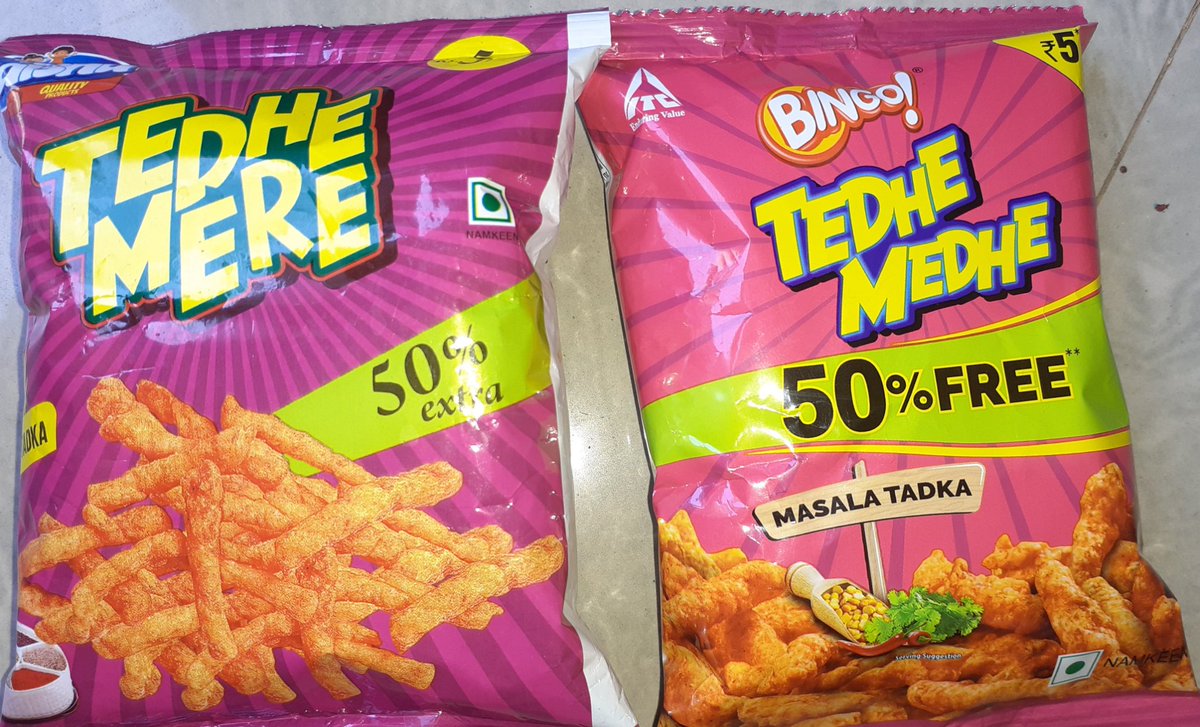 QUALITY
PRODUCTS
TEDHE
MERE
NAMKEEN
50%
extra
ITC
Enduring Value
BINGO!®
₹5*
TEDHE
MEDHE
50%FREE**
MASALA TADKA
Serving Suggestion
NAMKEEN